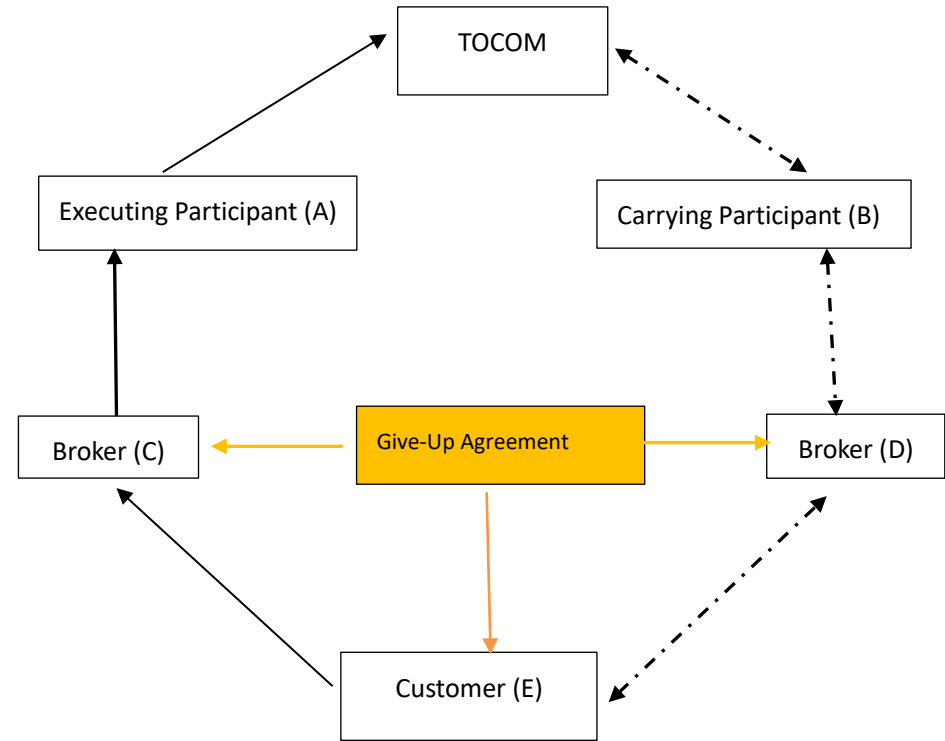 TOCOM
Executing Participant (A)
Carrying Participant (B)
Broker (C)
Give-Up Agreement
Broker (D)
Customer (E)